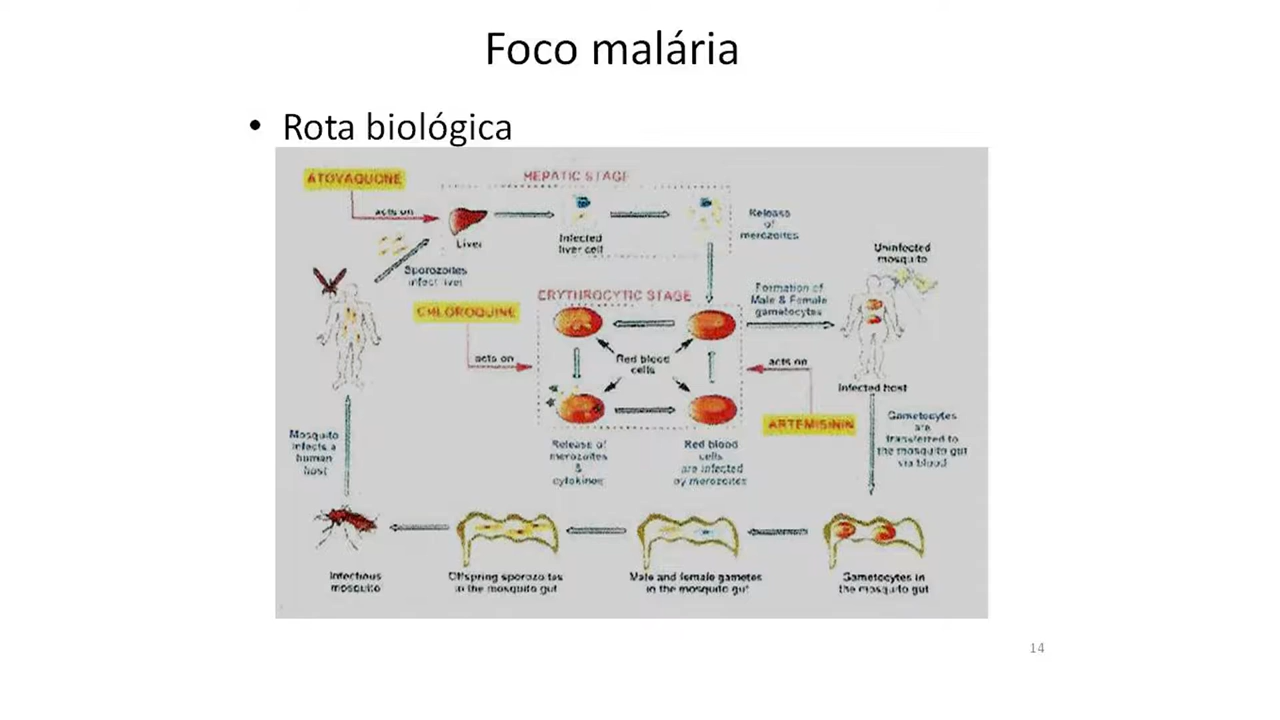 Foco malária
• Rota biológica
ATOVAQUONE
acts on
HEPATIC STAGE
Liver
Infected
liver cell
Release
of
merozoites
Sporozoites
infect liver
Uninfected
mosquito
ERYTHROCYTIC STAGE
Formation of
Male & Female
gametocytes
CHLOROQUINE
acts on
Red blood
cells
acts on
Infected host
ARTEMISININ
Gametocytes
are
transferred to
the mosquito gut
via blood
Mosquito
infects a
human
host
Release of
merozoites
&
cytokines
Red blood
cells
are infected
by merozoites
Infectious
mosquito
Offspring sporozoites
in the mosquito gut
Male and female gametes
in the mosquito gut
Gametocytes in
the mosquito gut
14